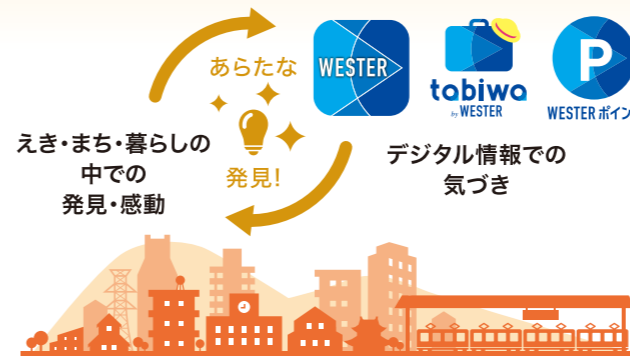 あらたな
発見!
えき・まち・暮らしの
中での
発見・感動
WESTER
tabiwa
by WESTER
P
WESTER ポイン
デジタル情報での
気づき